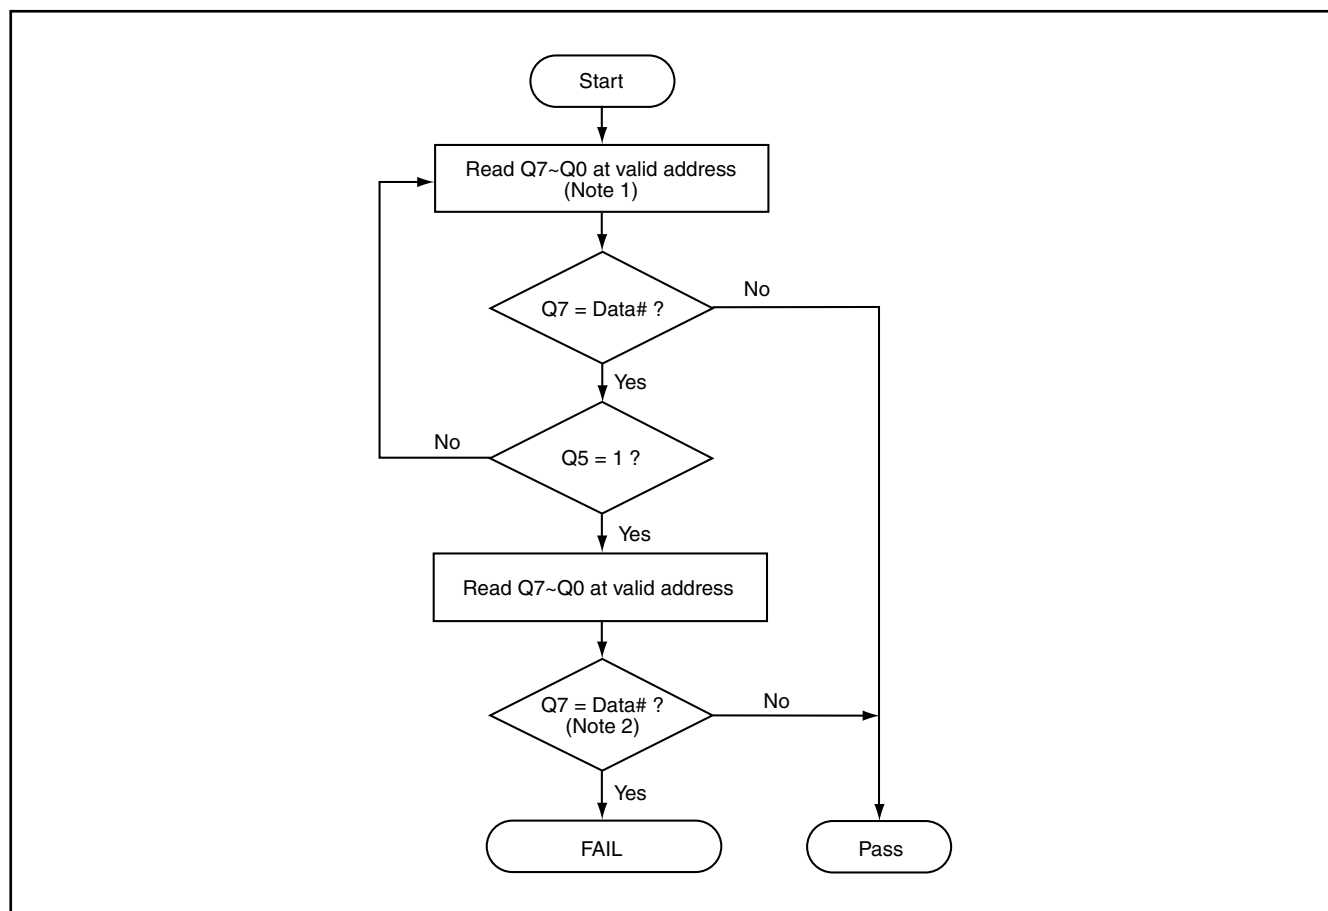 Start
Read Q7~Q0 at valid address
(Note 1)
Q7 = Data# ?
No
Yes
No
Q5 = 1 ?
Yes
Read Q7~Q0 at valid address
Q7 = Data# ?
(Note 2)
No
Yes
FAIL
Pass